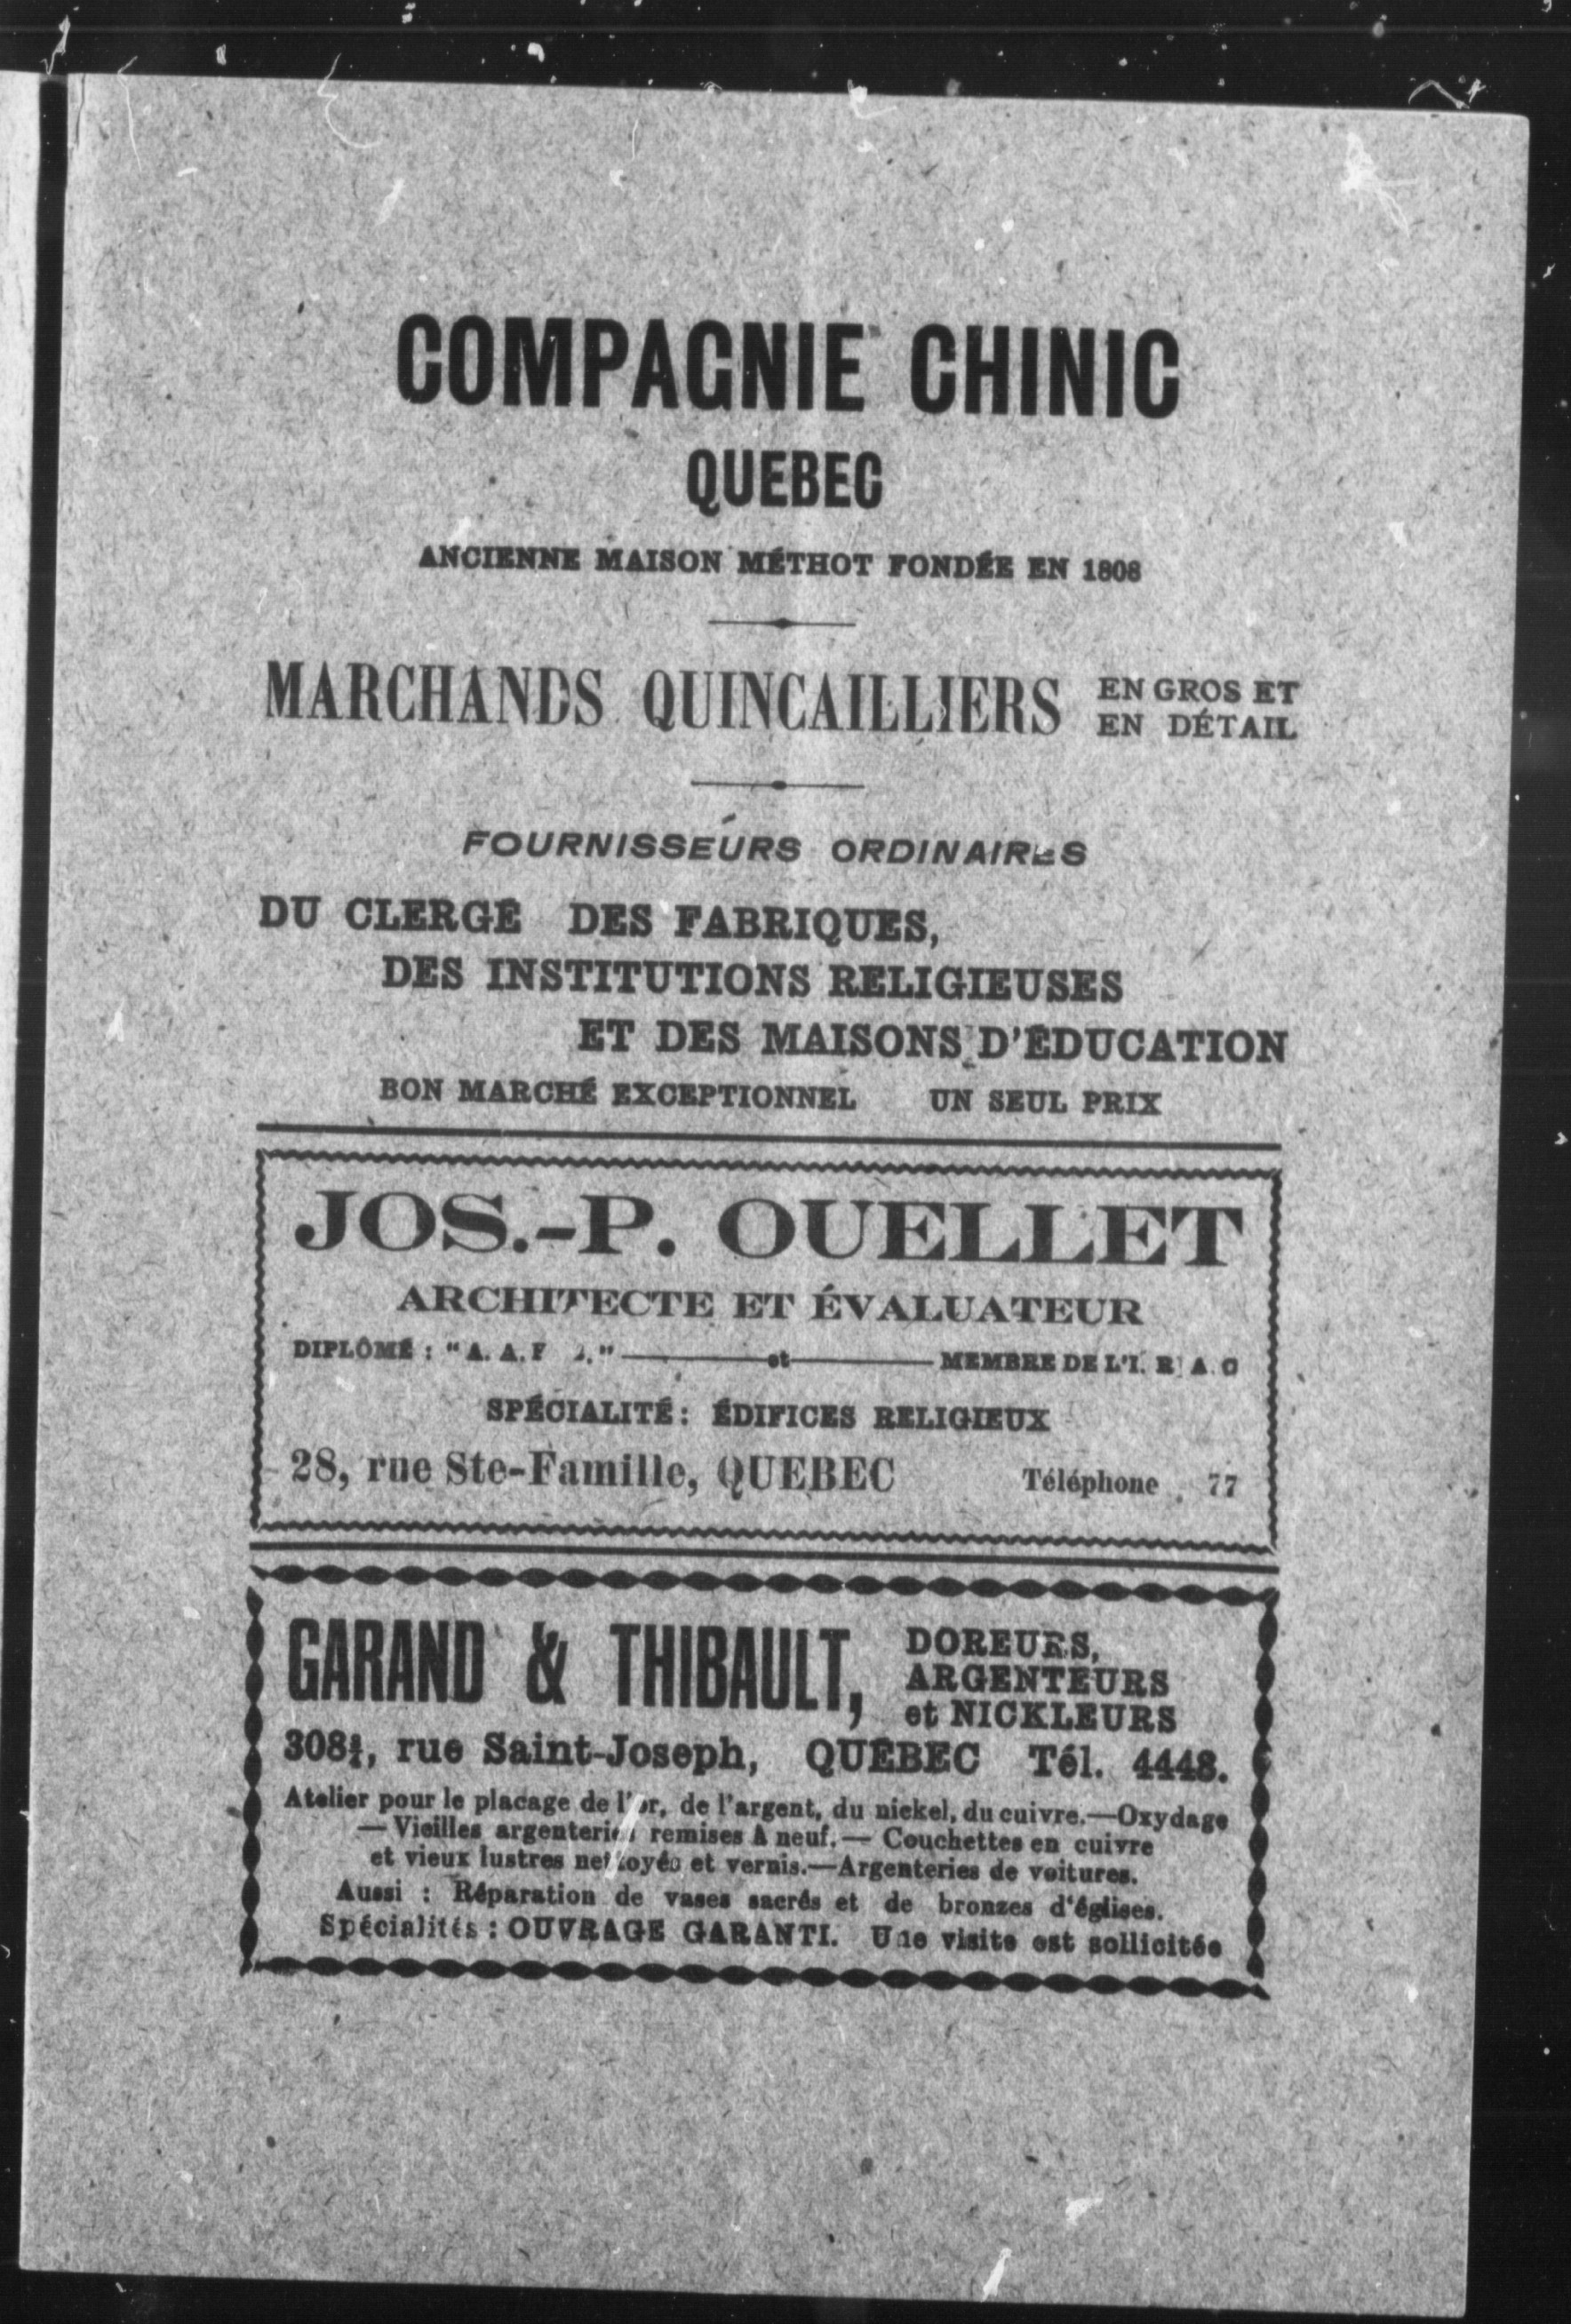 COMPAGNIE CHINIC
QUEBEC
ANCIENNE MAISON MÉTHOT FONDÉE EN 1808
MARCHANDS QUINCAILLIERS EN GROS ET
EN DÉTAIL
FOURNISSEURS ORDINAIRES
DU CLERGÉ DES FABRIQUES,
DES INSTITUTIONS RELIGIEUSES
ET DES MAISONS D'ÉDUCATION
BON MARCHÉ EXCEPTIONNEL UN SEUL PRIX
JOS.-P. OUELLET
ARCHITECTE ET ÉVALUATEUR
DIPLÔMÉ : "A. A. F et MEMBRE DE L'I. R A. C
SPÉCIALITÉ : ÉDIFICES RELIGIEUX
28, rue Ste-Famille, QUEBEC Téléphone 77
GARAND & THIBAULT, DOREURS,
ARGENTEURS
et NICKLEURS
308½, rue Saint-Joseph, QUÉBEC Tél. 4448.
Atelier pour le placage de l'or, de l'argent, du nickel, du cuivre.—Oxydage
— Vieilles argenteries remises à neuf.— Couchettes en cuivre
et vieux lustres nettoyés et vernis.—Argenteries de voitures.
Aussi : Réparation de vases sacrés et de bronzes d'églises.
Spécialités : OUVRAGE GARANTI. Une visite est sollicitée